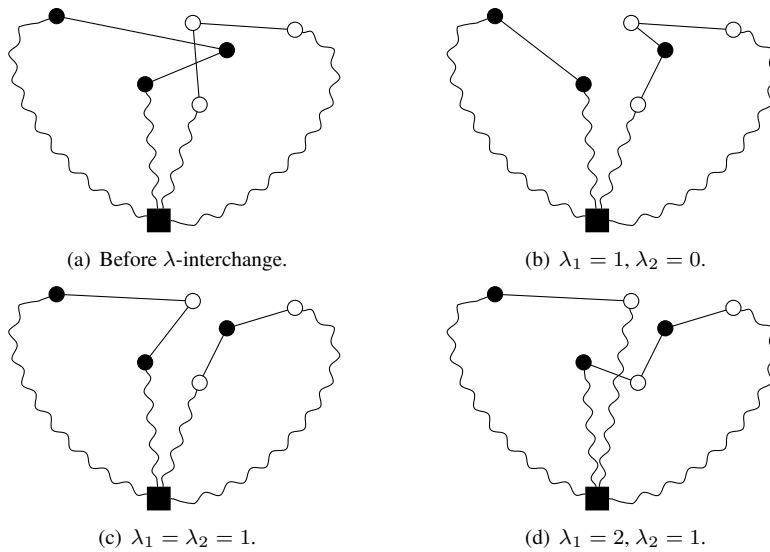 (a) Before λ-interchange.
(b) λ₁ = 1, λ₂ = 0.
(c) λ₁ = λ₂ = 1.
(d) λ₁ = 2, λ₂ = 1.